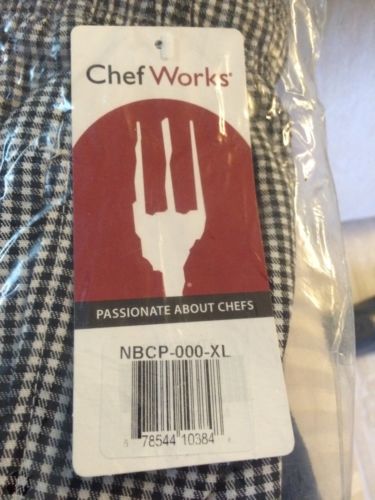 Chef Works®
PASSIONATE ABOUT CHEFS
NBCP-000-XL
78544 10384